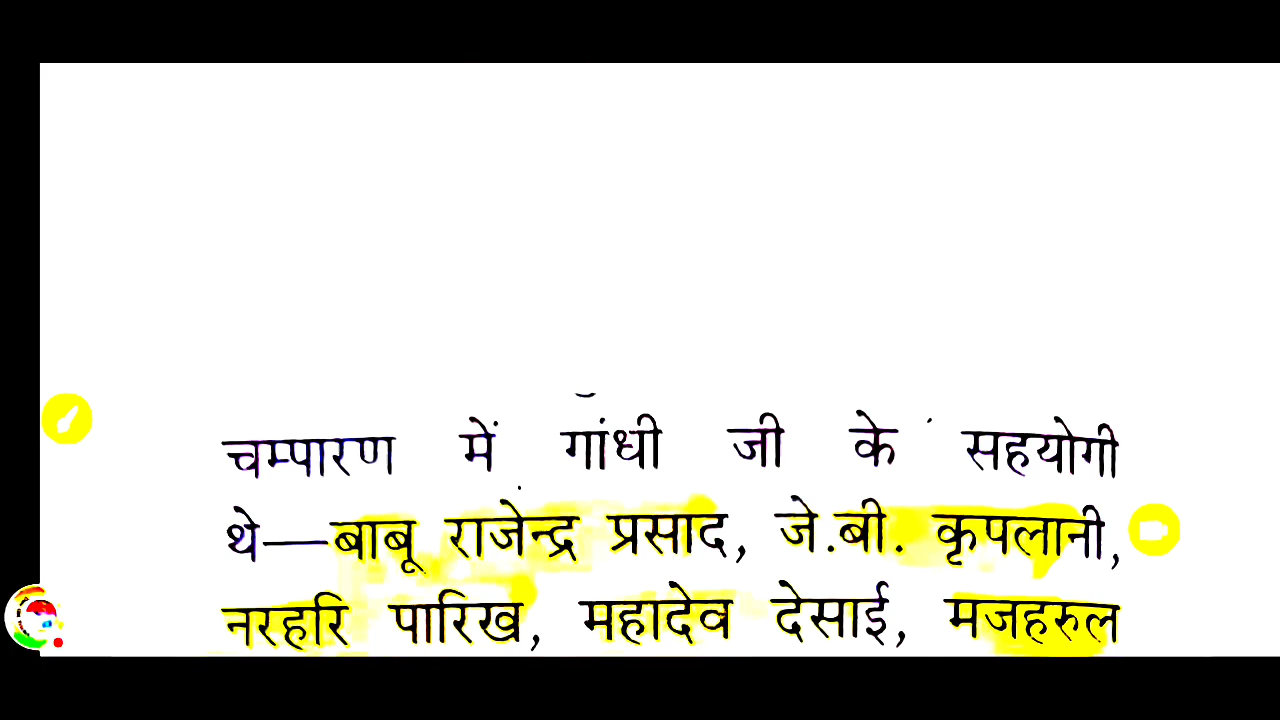 चम्पारण में गांधी जी के सहयोगी
थे—बाबू राजेन्द्र प्रसाद, जे.बी. कृपलानी,
नरहरि पारिख, महादेव देसाई, मजहरुल